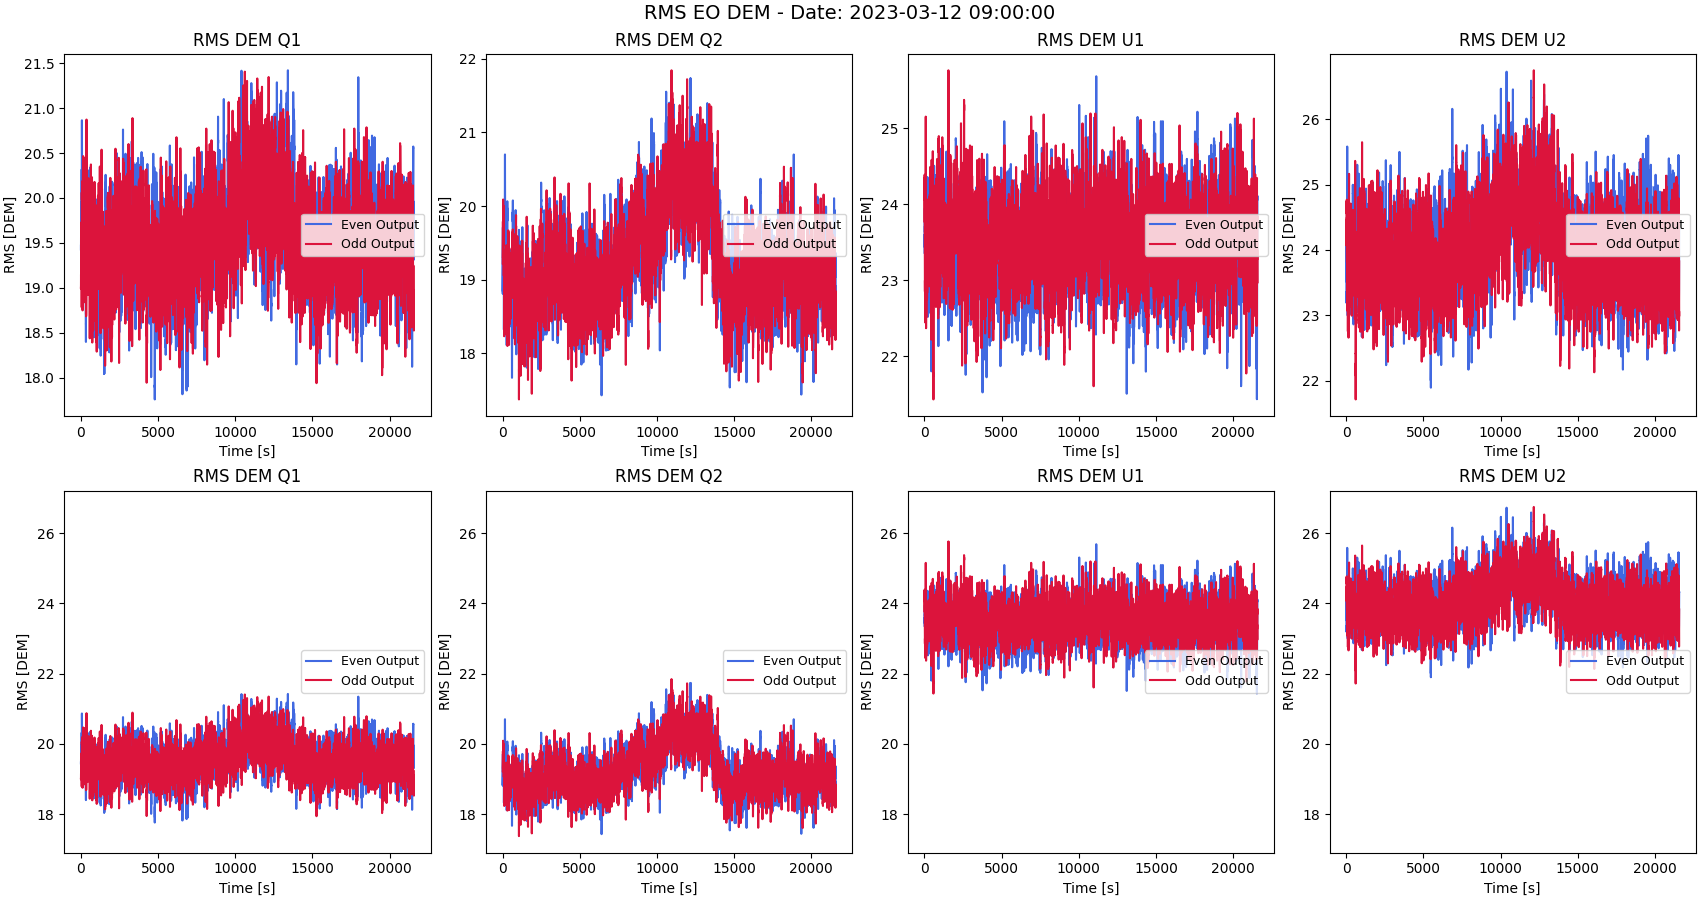 RMS EO DEM - Date: 2023-03-12 09:00:00
RMS DEM Q1
RMS [DEM]
21.5
21.0
20.5
20.0
19.5
19.0
18.5
18.0
Even Output
Odd Output
0 5000 10000 15000 20000
Time [s]
RMS DEM Q2
RMS [DEM]
22
21
20
19
18
Even Output
Odd Output
0 5000 10000 15000 20000
Time [s]
RMS DEM U1
RMS [DEM]
25
24
23
22
Even Output
Odd Output
0 5000 10000 15000 20000
Time [s]
RMS DEM U2
RMS [DEM]
26
25
24
23
22
Even Output
Odd Output
0 5000 10000 15000 20000
Time [s]
RMS DEM Q1
RMS [DEM]
26
24
22
20
18
Even Output
Odd Output
0 5000 10000 15000 20000
Time [s]
RMS DEM Q2
RMS [DEM]
26
24
22
20
18
Even Output
Odd Output
0 5000 10000 15000 20000
Time [s]
RMS DEM U1
RMS [DEM]
26
24
22
20
18
Even Output
Odd Output
0 5000 10000 15000 20000
Time [s]
RMS DEM U2
RMS [DEM]
26
24
22
20
18
Even Output
Odd Output
0 5000 10000 15000 20000
Time [s]